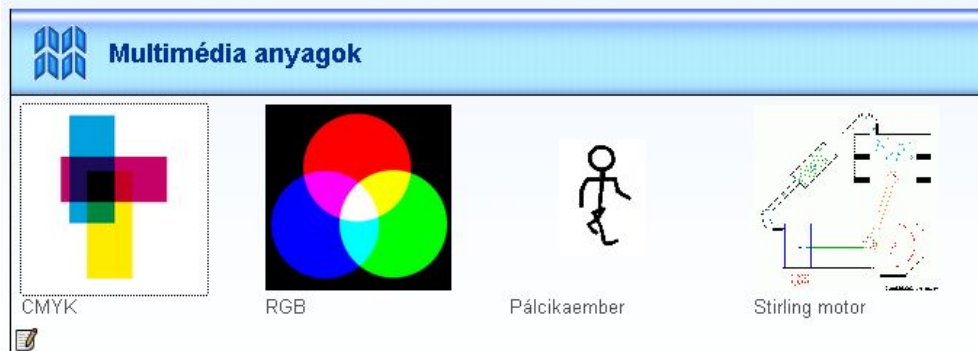 Multimédia anyagok
CMYK
RGB
Pálcikaember
Stirling motor